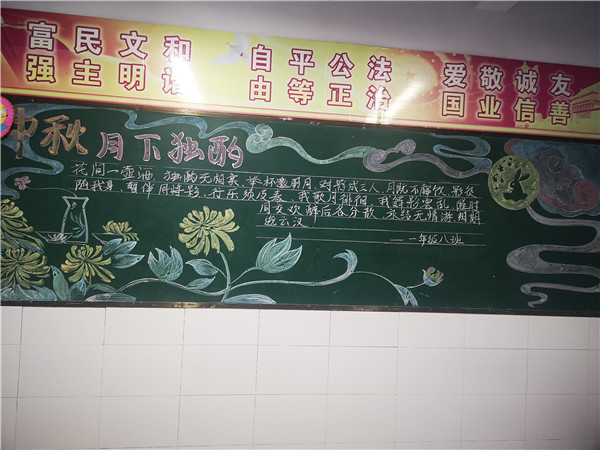 富 民 文 和 自 平 公 法 爱 敬 诚 友
强 主 明 谐 由 等 正 治 国 业 信 善
中秋 月下独酌
花间一壶酒, 独酌无相亲, 举杯邀明月, 对影成三人, 月既不解饮, 影徒
随我身, 暂伴月将影, 行乐须及春, 我歌月徘徊, 我舞影零乱, 醒时
同交欢, 醉后各分散, 永结无情游, 相期
邈云汉.
——一年级八班